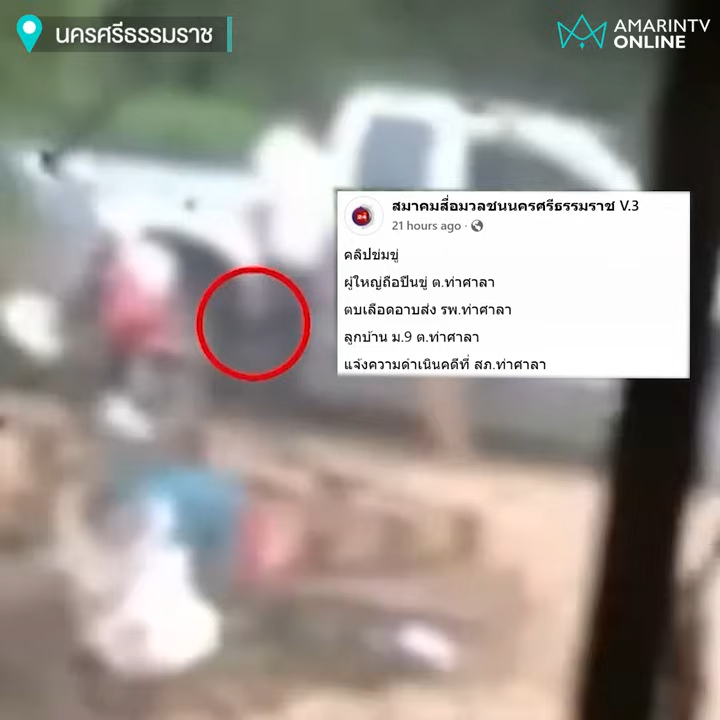 นครศรีธรรมราช
AMARINTV
ONLINE
สมาคมสื่อมวลชนนครศรีธรรมราช V.3
21 hours ago ·
คลิปข่มขู่
ผู้ใหญ่ถือปืนขู่ ต.ท่าศาลา
ตบเลือดอาบส่ง รพ.ท่าศาลา
ลูกบ้าน ม.9 ต.ท่าศาลา
แจ้งความดำเนินคดีที่ สภ.ท่าศาลา